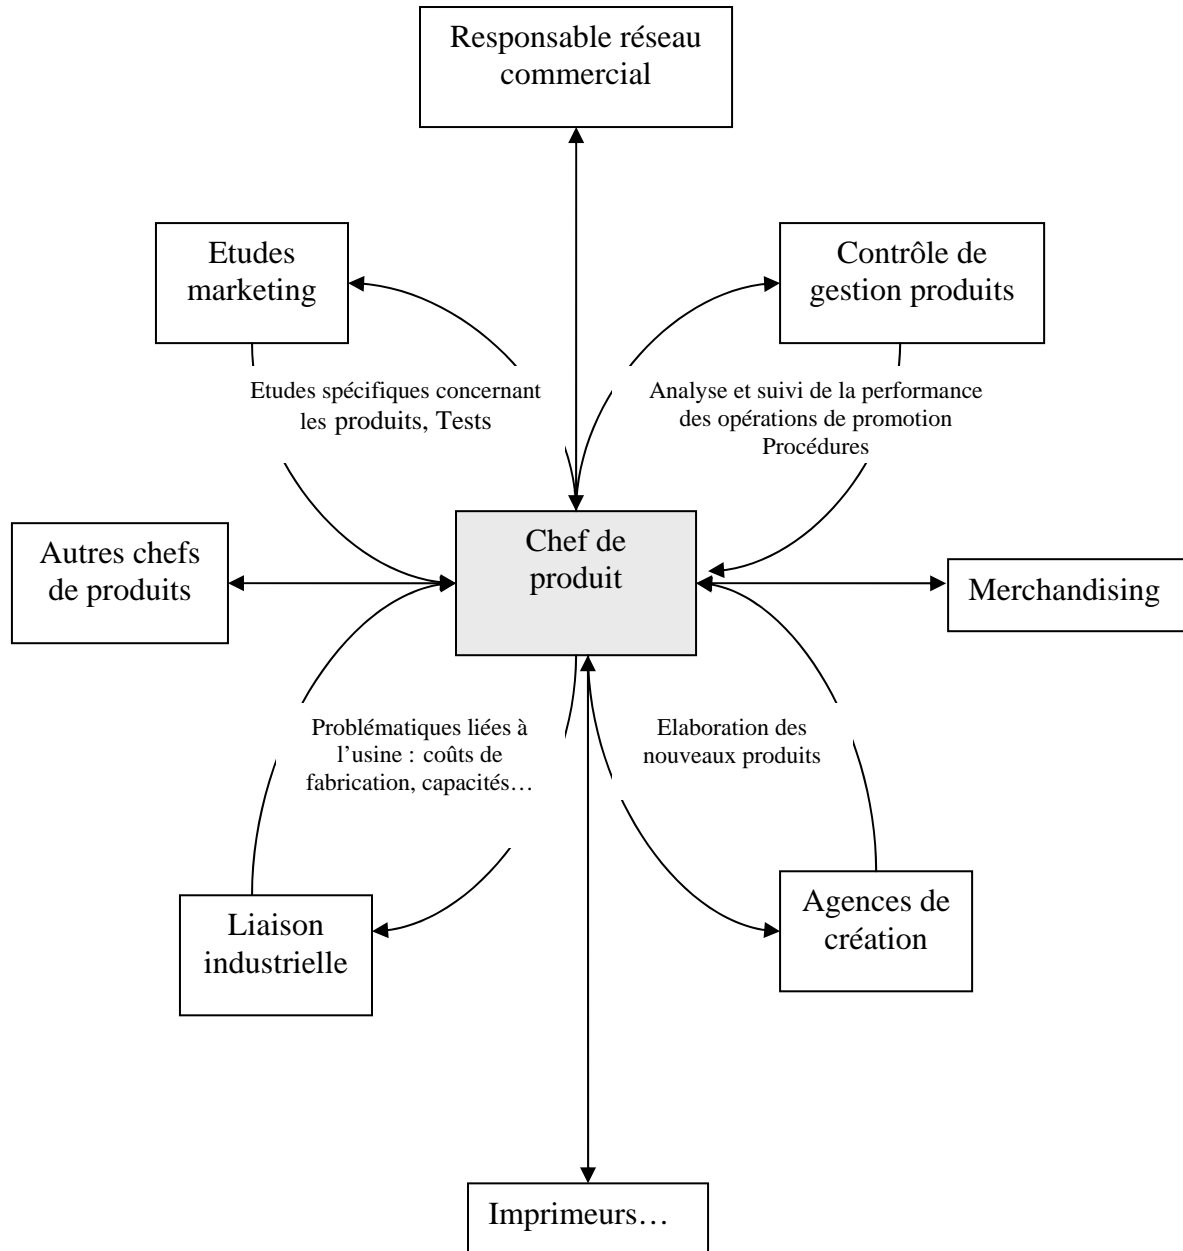 Responsable réseau
commercial
Etudes
marketing
Contrôle de
gestion produits
Etudes spécifiques concernant
les produits, Tests
Analyse et suivi de la performance
des opérations de promotion
Procédures
Autres chefs
de produits
Chef de
produit
Merchandising
Problématiques liées à
l’usine : coûts de
fabrication, capacités…
Elaboration des
nouveaux produits
Liaison
industrielle
Agences de
création
Imprimeurs…